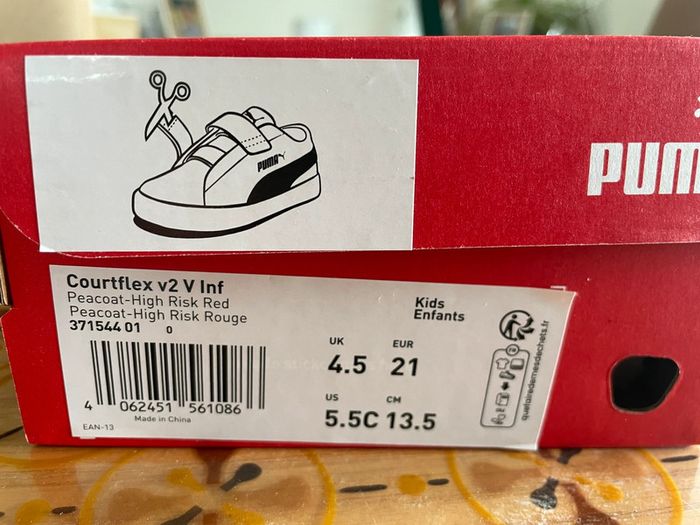 PUMA
PUM
Courtflex v2 V Inf
Peacoat-High Risk Red
Peacoat-High Risk Rouge
371544 01 0
Kids
Enfants
UK
4.5
EUR
21
US
5.5C
CM
13.5
4 062451 561086
Made in China
EAN-13
FR
quefairedemesdechets.fr